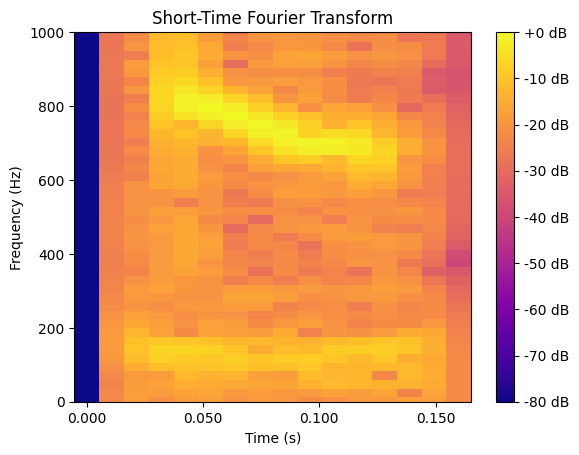 Short-Time Fourier Transform
Frequency (Hz)
1000
800
600
400
200
0
0.000
0.050
0.100
0.150
Time (s)
+0 dB
-10 dB
-20 dB
-30 dB
-40 dB
-50 dB
-60 dB
-70 dB
-80 dB